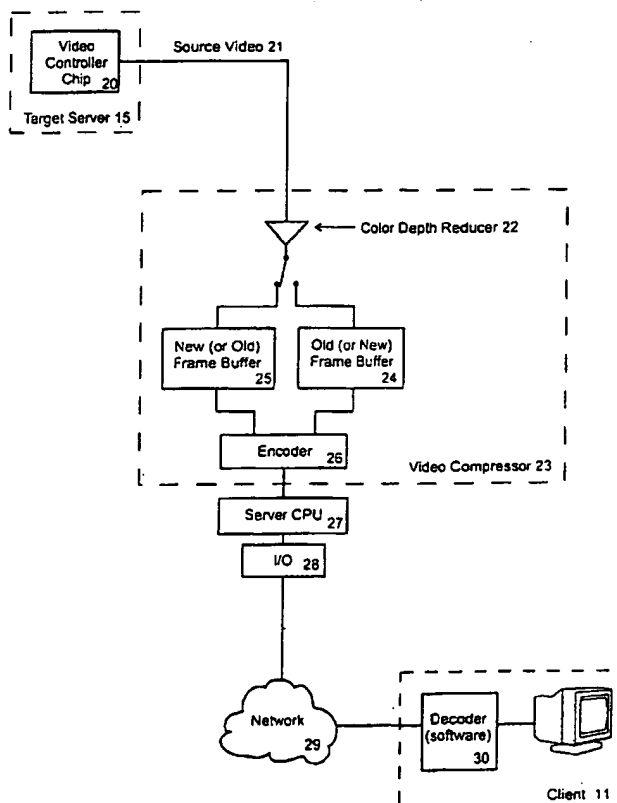 Video
Controller
Chip 20
Source Video 21
Target Server 15
Color Depth Reducer 22
New (or Old)
Frame Buffer
25
Old (or New)
Frame Buffer
24
Encoder 26
Video Compressor 23
Server CPU 27
I/O 28
Network
29
Decoder
(software)
30
Client 11